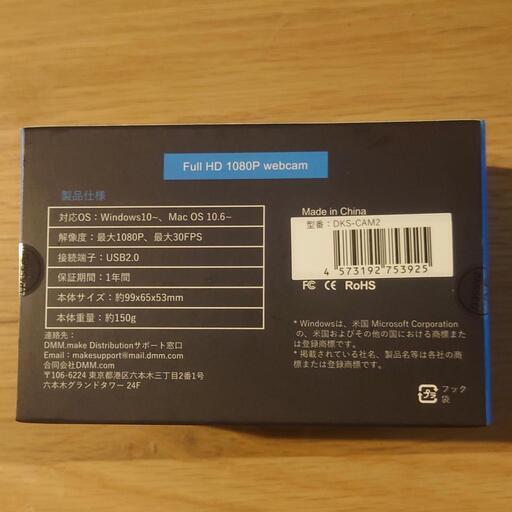 Full HD 1080P webcam
製品仕様
対応OS：Windows10~、Mac OS 10.6~
解像度：最大1080P、最大30FPS
接続端子：USB2.0
保証期間：1年間
本体サイズ：約99x65x53mm
本体重量：約150g
連絡先：
DMM.make Distributionサポート窓口
Email：makesupport@mail.dmm.com
合同会社DMM.com
〒106-6224 東京都港区六本木三丁目2番1号
六本木グランドタワー 24F
Made in China
型番：DKS-CAM2
4 573192 753925
FC CE RoHS
*Windowsは、米国 Microsoft Corporation
の、米国およびその他の国における商標また
は登録商標です。
*掲載されている社名、製品名等は各社の商
標または登録商標です。
プラ
フック
袋